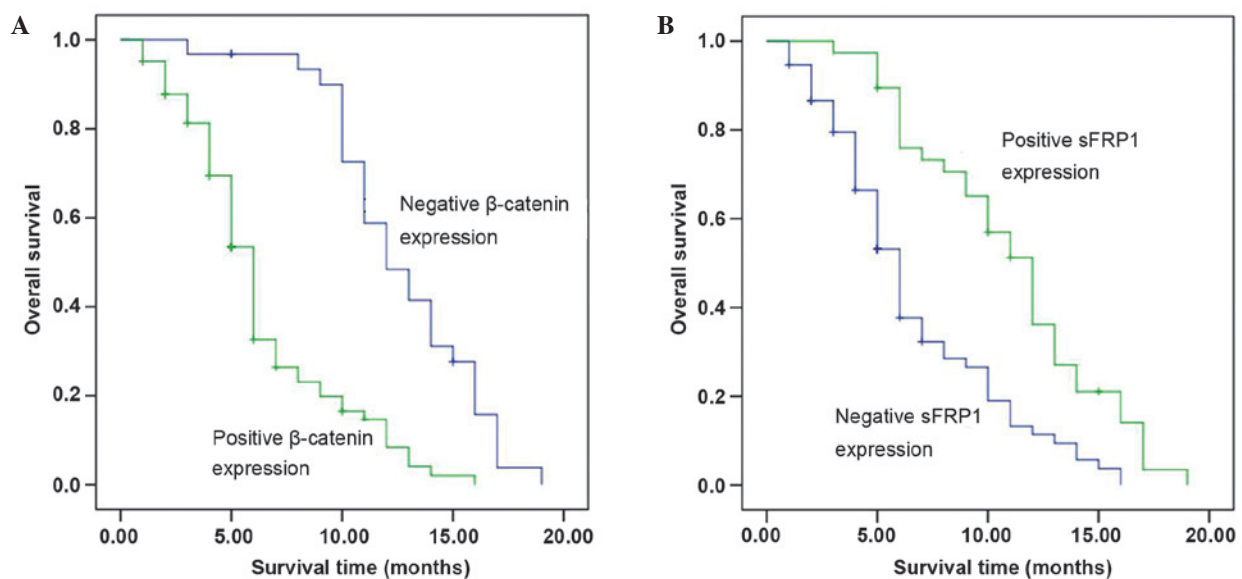 A
1.0
0.8
0.6
0.4
0.2
0.0
Overall survival
Negative β-catenin
expression
Positive β-catenin
expression
0.00
5.00
10.00
15.00
20.00
Survival time (months)
B
1.0
0.8
0.6
0.4
0.2
0.0
Overall survival
Positive sFRP1
expression
Negative sFRP1
expression
0.00
5.00
10.00
15.00
20.00
Survival time (months)